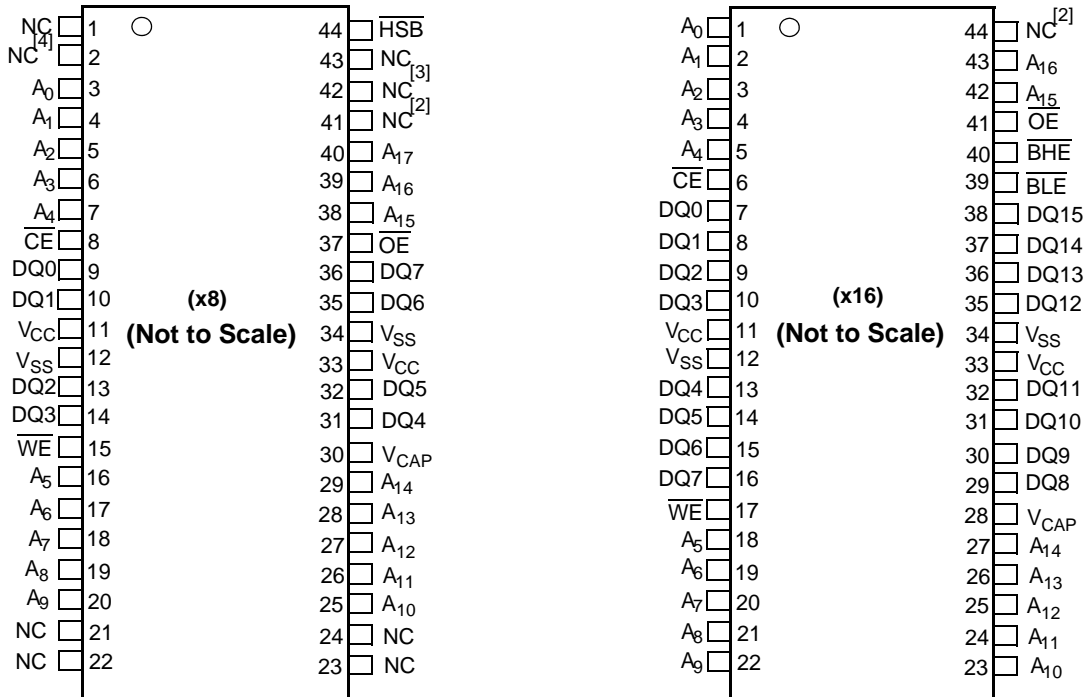 NC 1 44 H̅S̅B̅
NC[4] 2 43 NC
A0 3 42 NC[3]
A1 4 41 NC[2]
A2 5 40 A17
A3 6 39 A16
A4 7 38 A15
C̅E̅ 8 37 O̅E̅
DQ0 9 36 DQ7
DQ1 10 35 DQ6
VCC 11 34 VSS
VSS 12 33 VCC
DQ2 13 32 DQ5
DQ3 14 31 DQ4
W̅E̅ 15 30 VCAP
A5 16 29 A14
A6 17 28 A13
A7 18 27 A12
A8 19 26 A11
A9 20 25 A10
NC 21 24 NC
NC 22 23 NC
(x8)
(Not to Scale)
A0 1 44 NC[2]
A1 2 43 A16
A2 3 42 A15
A3 4 41 O̅E̅
A4 5 40 B̅H̅E̅
C̅E̅ 6 39 B̅L̅E̅
DQ0 7 38 DQ15
DQ1 8 37 DQ14
DQ2 9 36 DQ13
DQ3 10 35 DQ12
VCC 11 34 VSS
VSS 12 33 VCC
DQ4 13 32 DQ11
DQ5 14 31 DQ10
DQ6 15 30 DQ9
DQ7 16 29 DQ8
W̅E̅ 17 28 VCAP
A5 18 27 A14
A6 19 26 A13
A7 20 25 A12
A8 21 24 A11
A9 22 23 A10
(x16)
(Not to Scale)